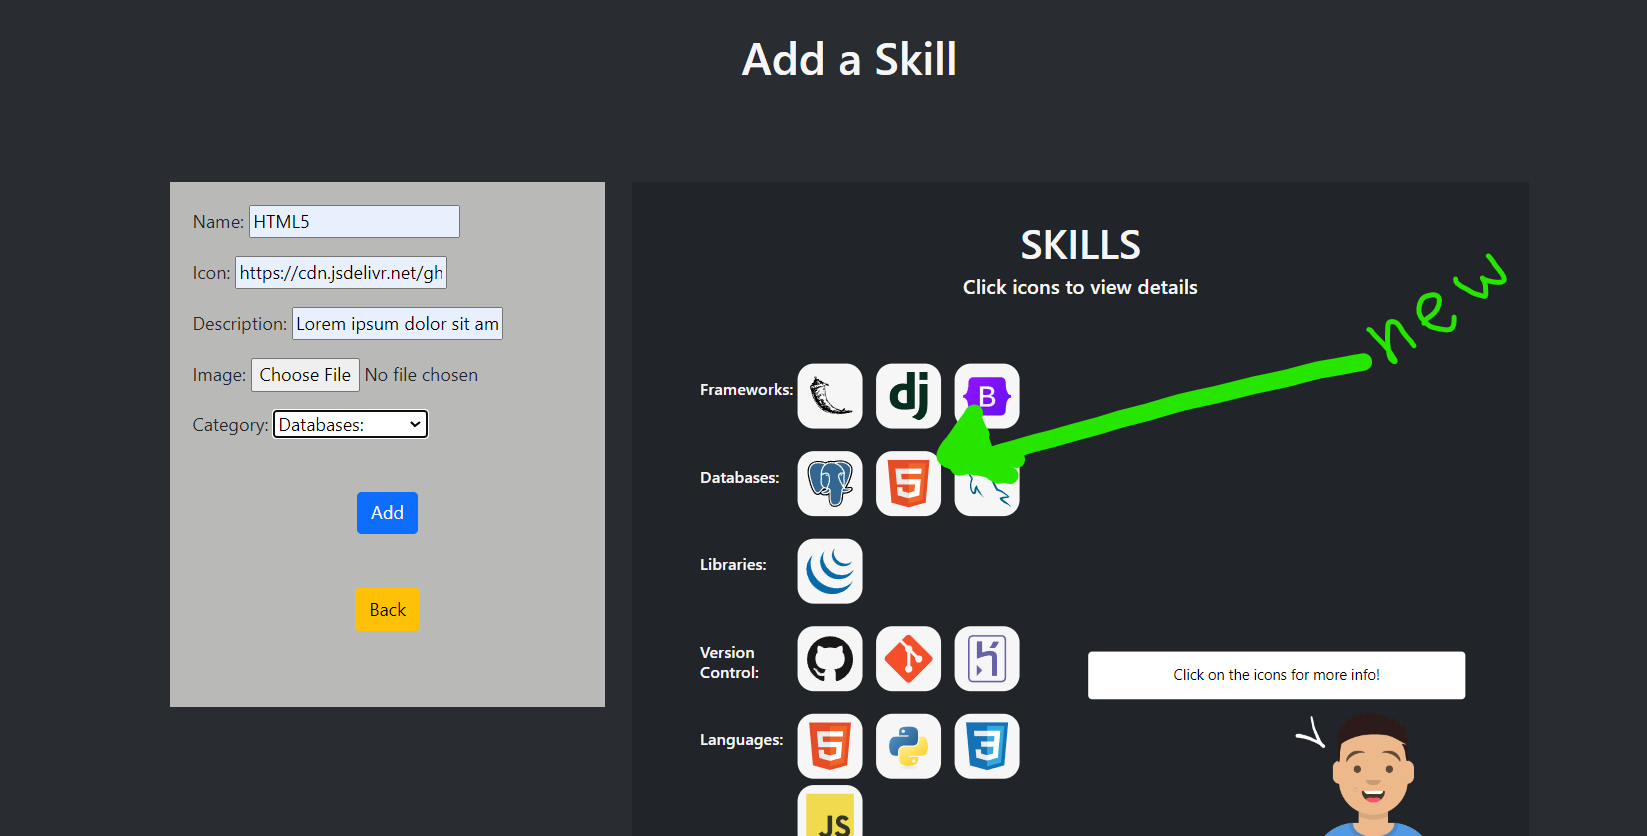 Add a Skill
Name: HTML5
Icon: https://cdn.jsdelivr.net/gh
Description: Lorem ipsum dolor sit am
Image: Choose File No file chosen
Category: Databases:
Add
Back
SKILLS
Click icons to view details
new
Frameworks:
dj
B
Databases:
5
Libraries:
Version
Control:
Languages:
5
3
JS
Click on the icons for more info!